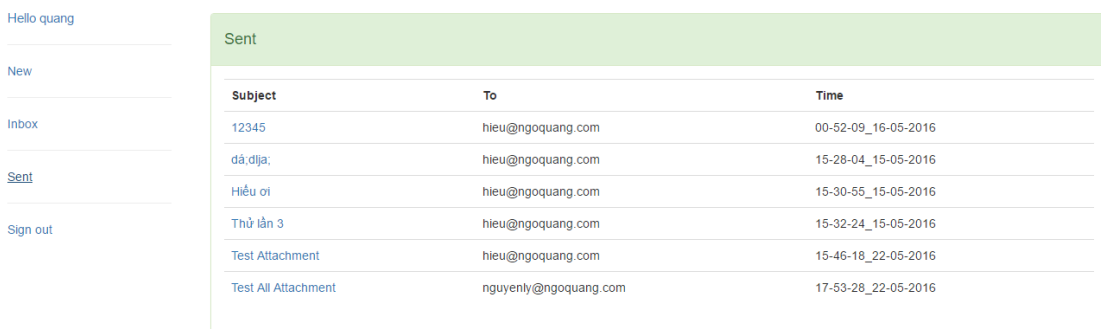 Hello quang
New
Inbox
Sent
Sign out
Sent
Subject To Time
12345 hieu@ngoquang.com 00-52-09_16-05-2016
dá;dlja; hieu@ngoquang.com 15-28-04_15-05-2016
Hiếu ơi hieu@ngoquang.com 15-30-55_15-05-2016
Thử lần 3 hieu@ngoquang.com 15-32-24_15-05-2016
Test Attachment hieu@ngoquang.com 15-46-18_22-05-2016
Test All Attachment nguyenly@ngoquang.com 17-53-28_22-05-2016